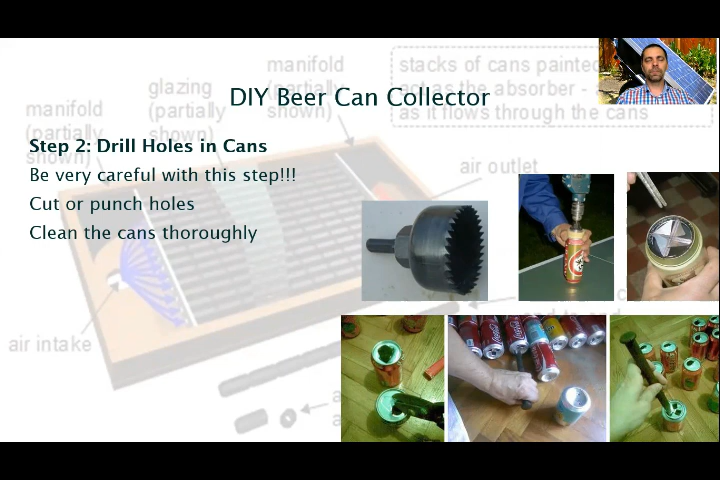 DIY Beer Can Collector
Step 2: Drill Holes in Cans
Be very careful with this step!!!
Cut or punch holes
Clean the cans thoroughly
manifold
(partially
shown)
glazing
(partially
shown)
manifold
(partially
shown)
stacks of cans painted
the absorber -
as it flows through the cans
air outlet
air intake